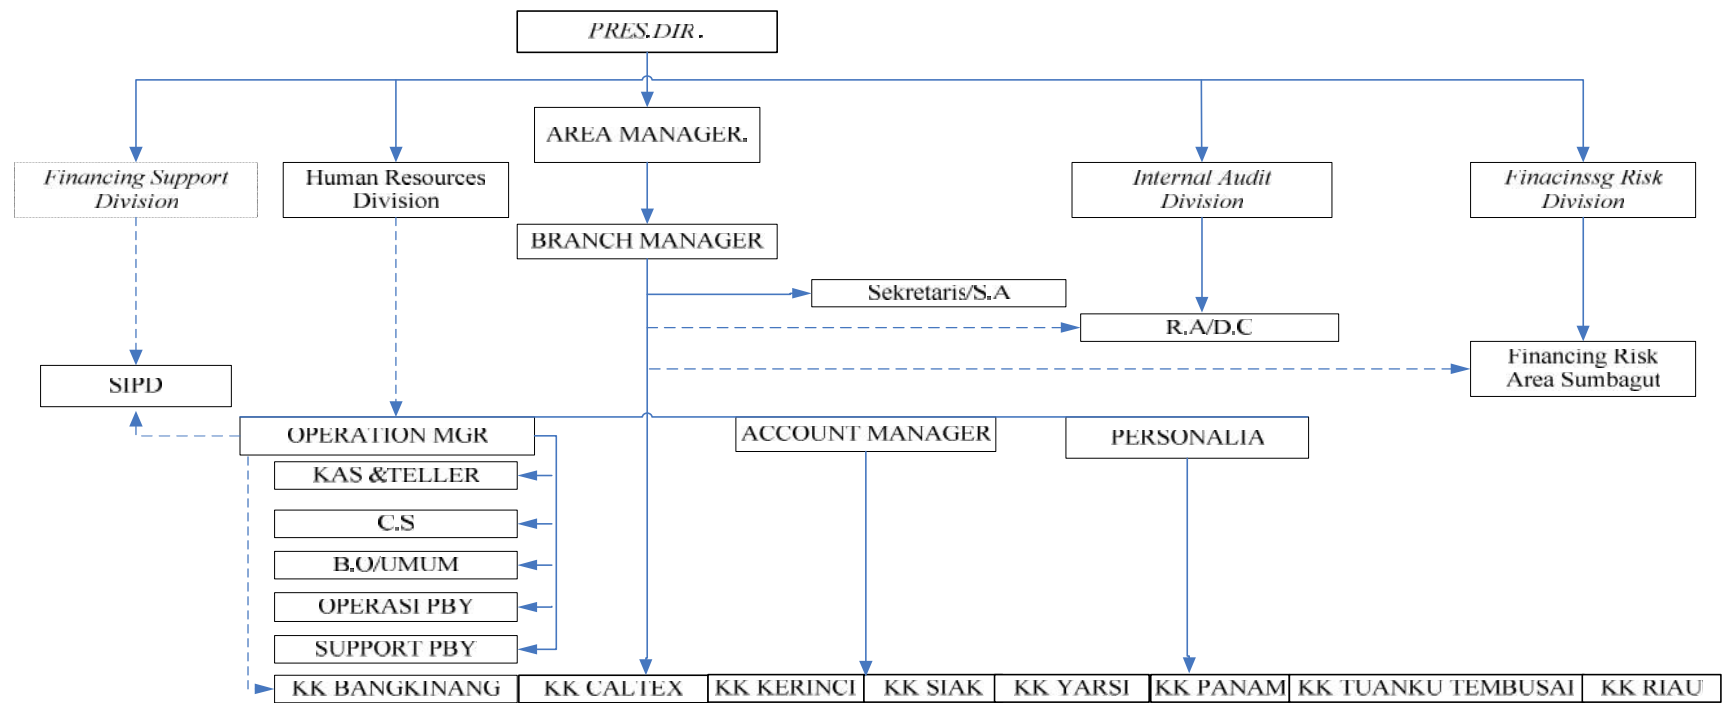 PRES.DIR.
AREA MANAGER.
Financing Support
Division
Human Resources
Division
Internal Audit
Division
Finacinssg Risk
Division
BRANCH MANAGER
Sekretaris/S.A
R.A/D.C
Financing Risk
Area Sumbagut
SIPD
OPERATION MGR
ACCOUNT MANAGER
PERSONALIA
KAS &TELLER
C.S
B.O/UMUM
OPERASI PBY
SUPPORT PBY
KK BANGKINANG
KK CALTEX
KK KERINCI
KK SIAK
KK YARSI
KK PANAM
KK TUANKU TEMBUSAI
KK RIAU